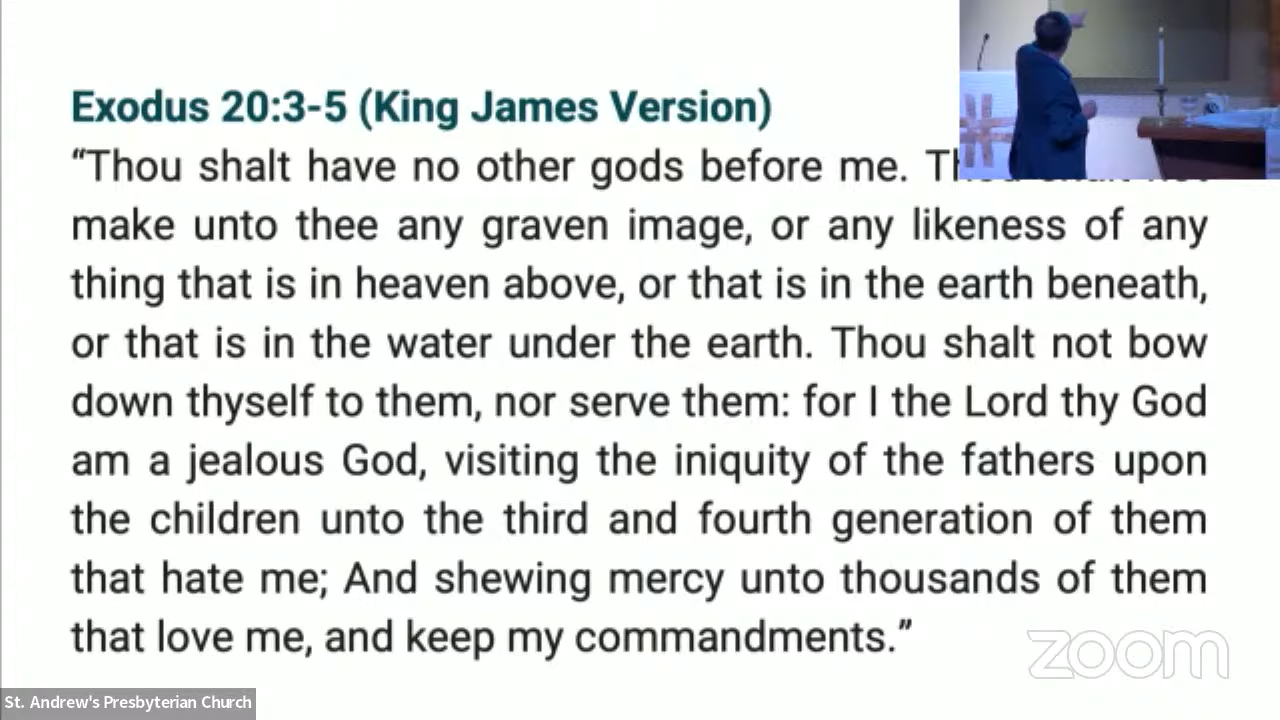 Exodus 20:3-5 (King James Version)
“Thou shalt have no other gods before me.
make unto thee any graven image, or any likeness of any
thing that is in heaven above, or that is in the earth beneath,
or that is in the water under the earth. Thou shalt not bow
down thyself to them, nor serve them: for I the Lord thy God
am a jealous God, visiting the iniquity of the fathers upon
the children unto the third and fourth generation of them
that hate me; And shewing mercy unto thousands of them
that love me, and keep my commandments.”
zoom
St. Andrew's Presbyterian Church